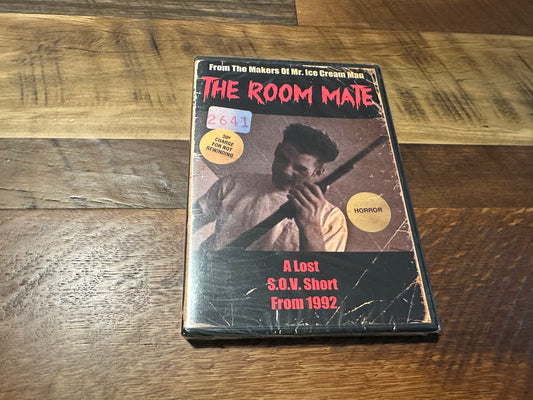 From The Makers Of Mr. Ice Cream Man
THE ROOM MATE
2641
50¢
CHARGE
FOR NOT
REWINDING
HORROR
A Lost
S.O.V. Short
From 1992